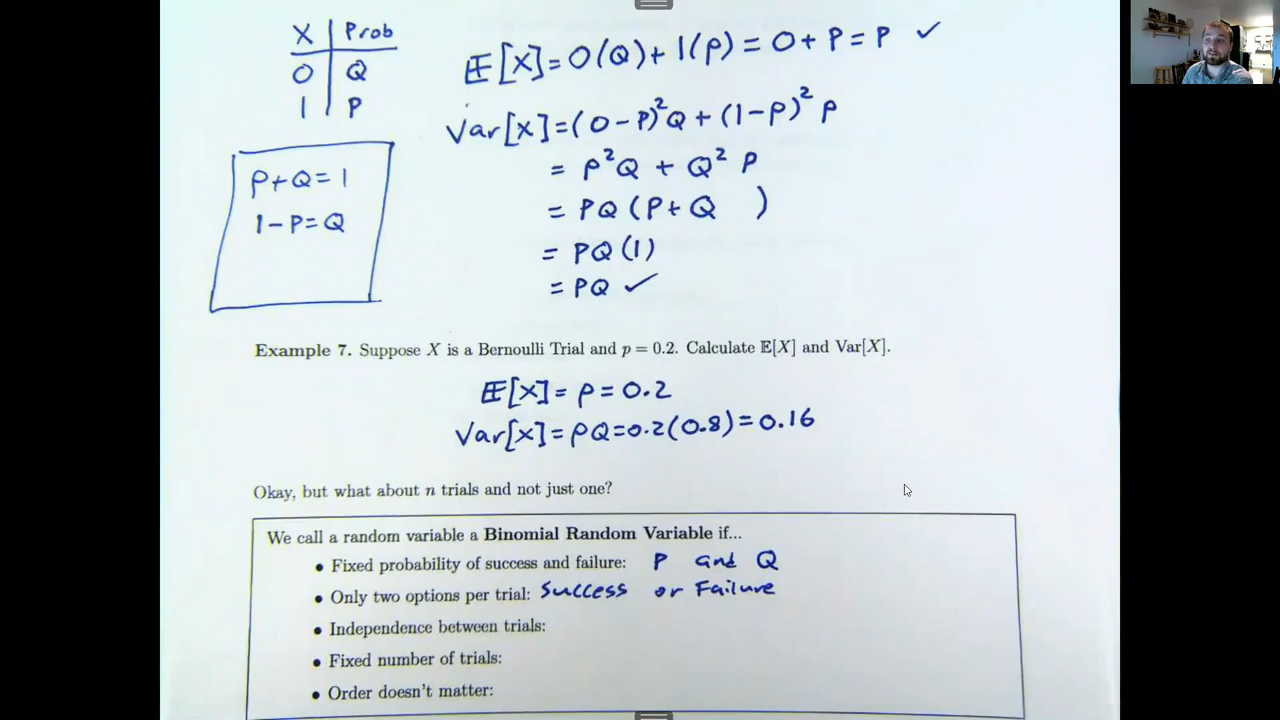 X | Prob
0 | Q
1 | P
E[X] = 0(Q) + 1(P) = 0 + P = P ✓
Var[X] = (0 - P)²Q + (1 - P)² P
= P²Q + Q² P
= PQ (P + Q )
= PQ (1)
= PQ ✓
P + Q = 1
1 - P = Q
Example 7. Suppose X is a Bernoulli Trial and p = 0.2. Calculate 𝔼[X] and Var[X].
E[X] = P = 0.2
Var[X] = PQ = 0.2(0.8) = 0.16
Okay, but what about n trials and not just one?
We call a random variable a Binomial Random Variable if...
• Fixed probability of success and failure: P and Q
• Only two options per trial: Success or Failure
• Independence between trials:
• Fixed number of trials:
• Order doesn't matter: